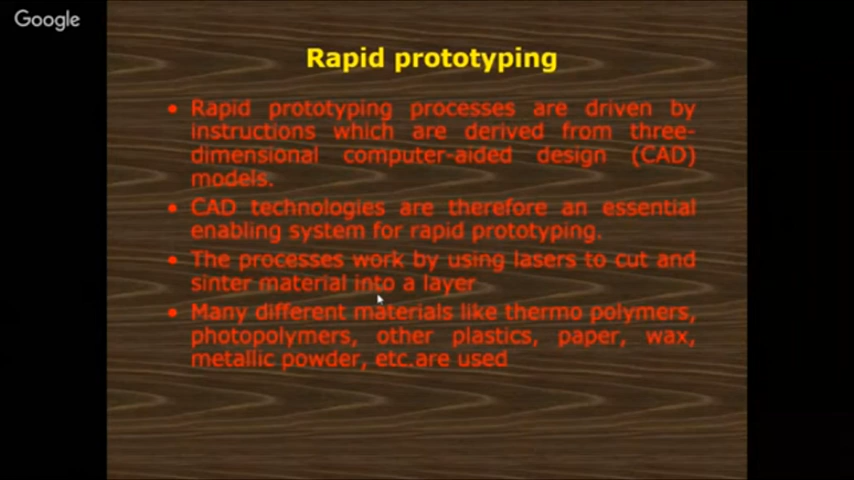 Google
Rapid prototyping
• Rapid prototyping processes are driven by
instructions which are derived from three-
dimensional computer-aided design (CAD)
models.
• CAD technologies are therefore an essential
enabling system for rapid prototyping.
• The processes work by using lasers to cut and
sinter material into a layer
• Many different materials like thermo polymers,
photopolymers, other plastics, paper, wax,
metallic powder, etc.are used